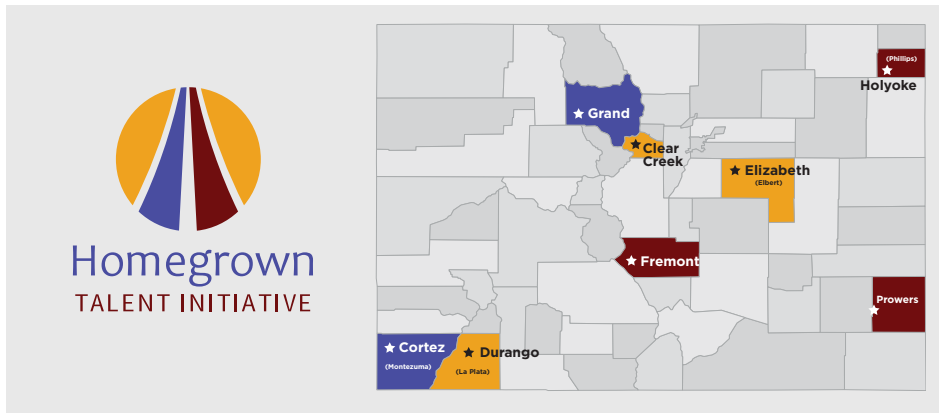 Homegrown
TALENT INITIATIVE
(Phillips)
Holyoke
Grand
Clear
Creek
Elizabeth
(Elbert)
Fremont
Prowers
Cortez
(Montezuma)
Durango
(La Plata)